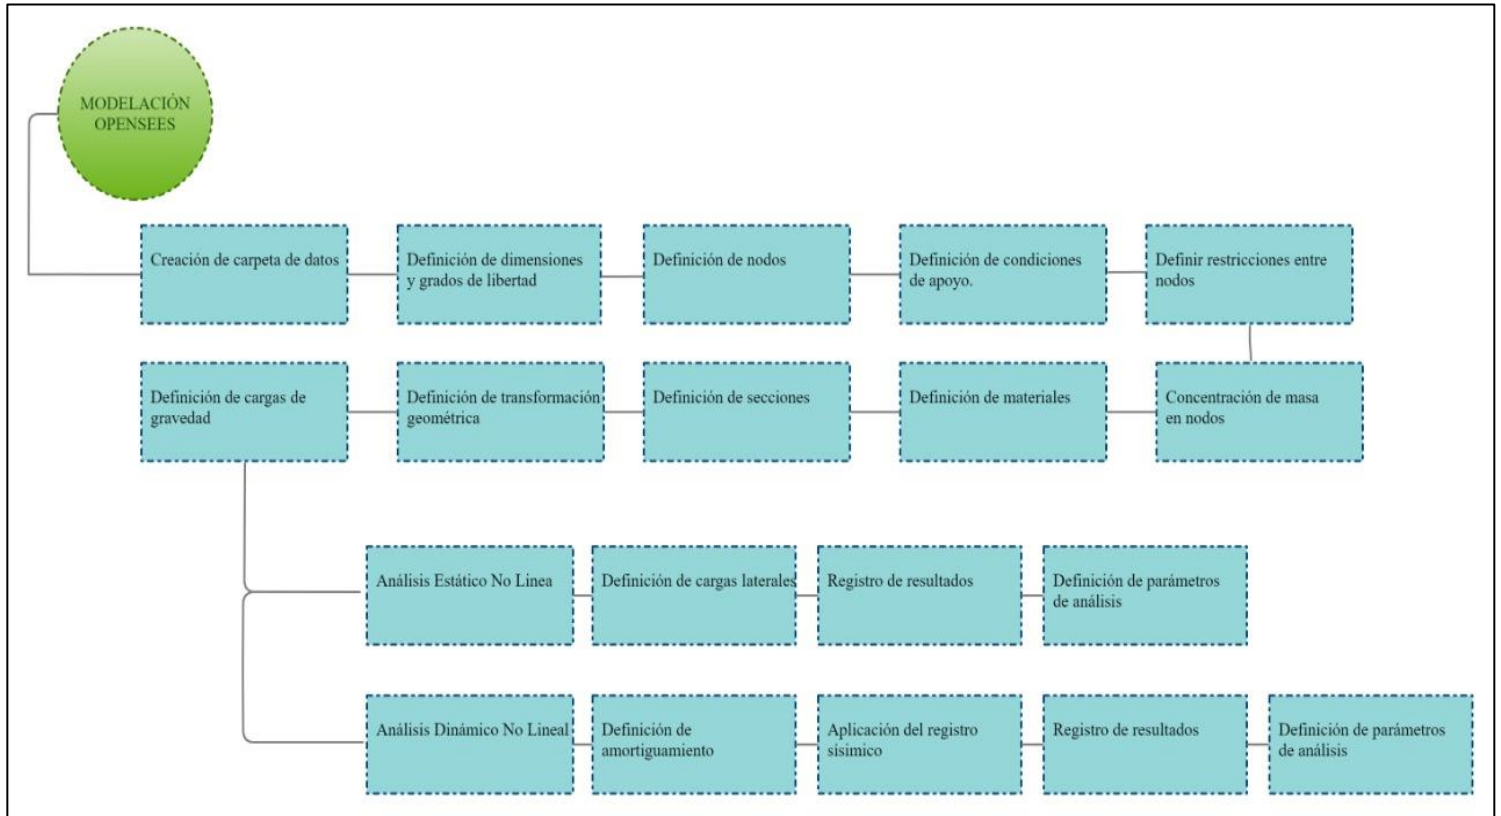 MODELACIÓN
OPENSEES
Creación de carpeta de datos
Definición de dimensiones
y grados de libertad
Definición de nodos
Definición de condiciones
de apoyo.
Definir restricciones entre
nodos
Definición de cargas de
gravedad
Definición de transformación
geométrica
Definición de secciones
Definición de materiales
Concentración de masa
en nodos
Análisis Estático No Linea
Definición de cargas laterales
Registro de resultados
Definición de parámetros
de análisis
Análisis Dinámico No Lineal
Definición de
amortiguamiento
Aplicación del registro
sísimico
Registro de resultados
Definición de parámetros
de análisis